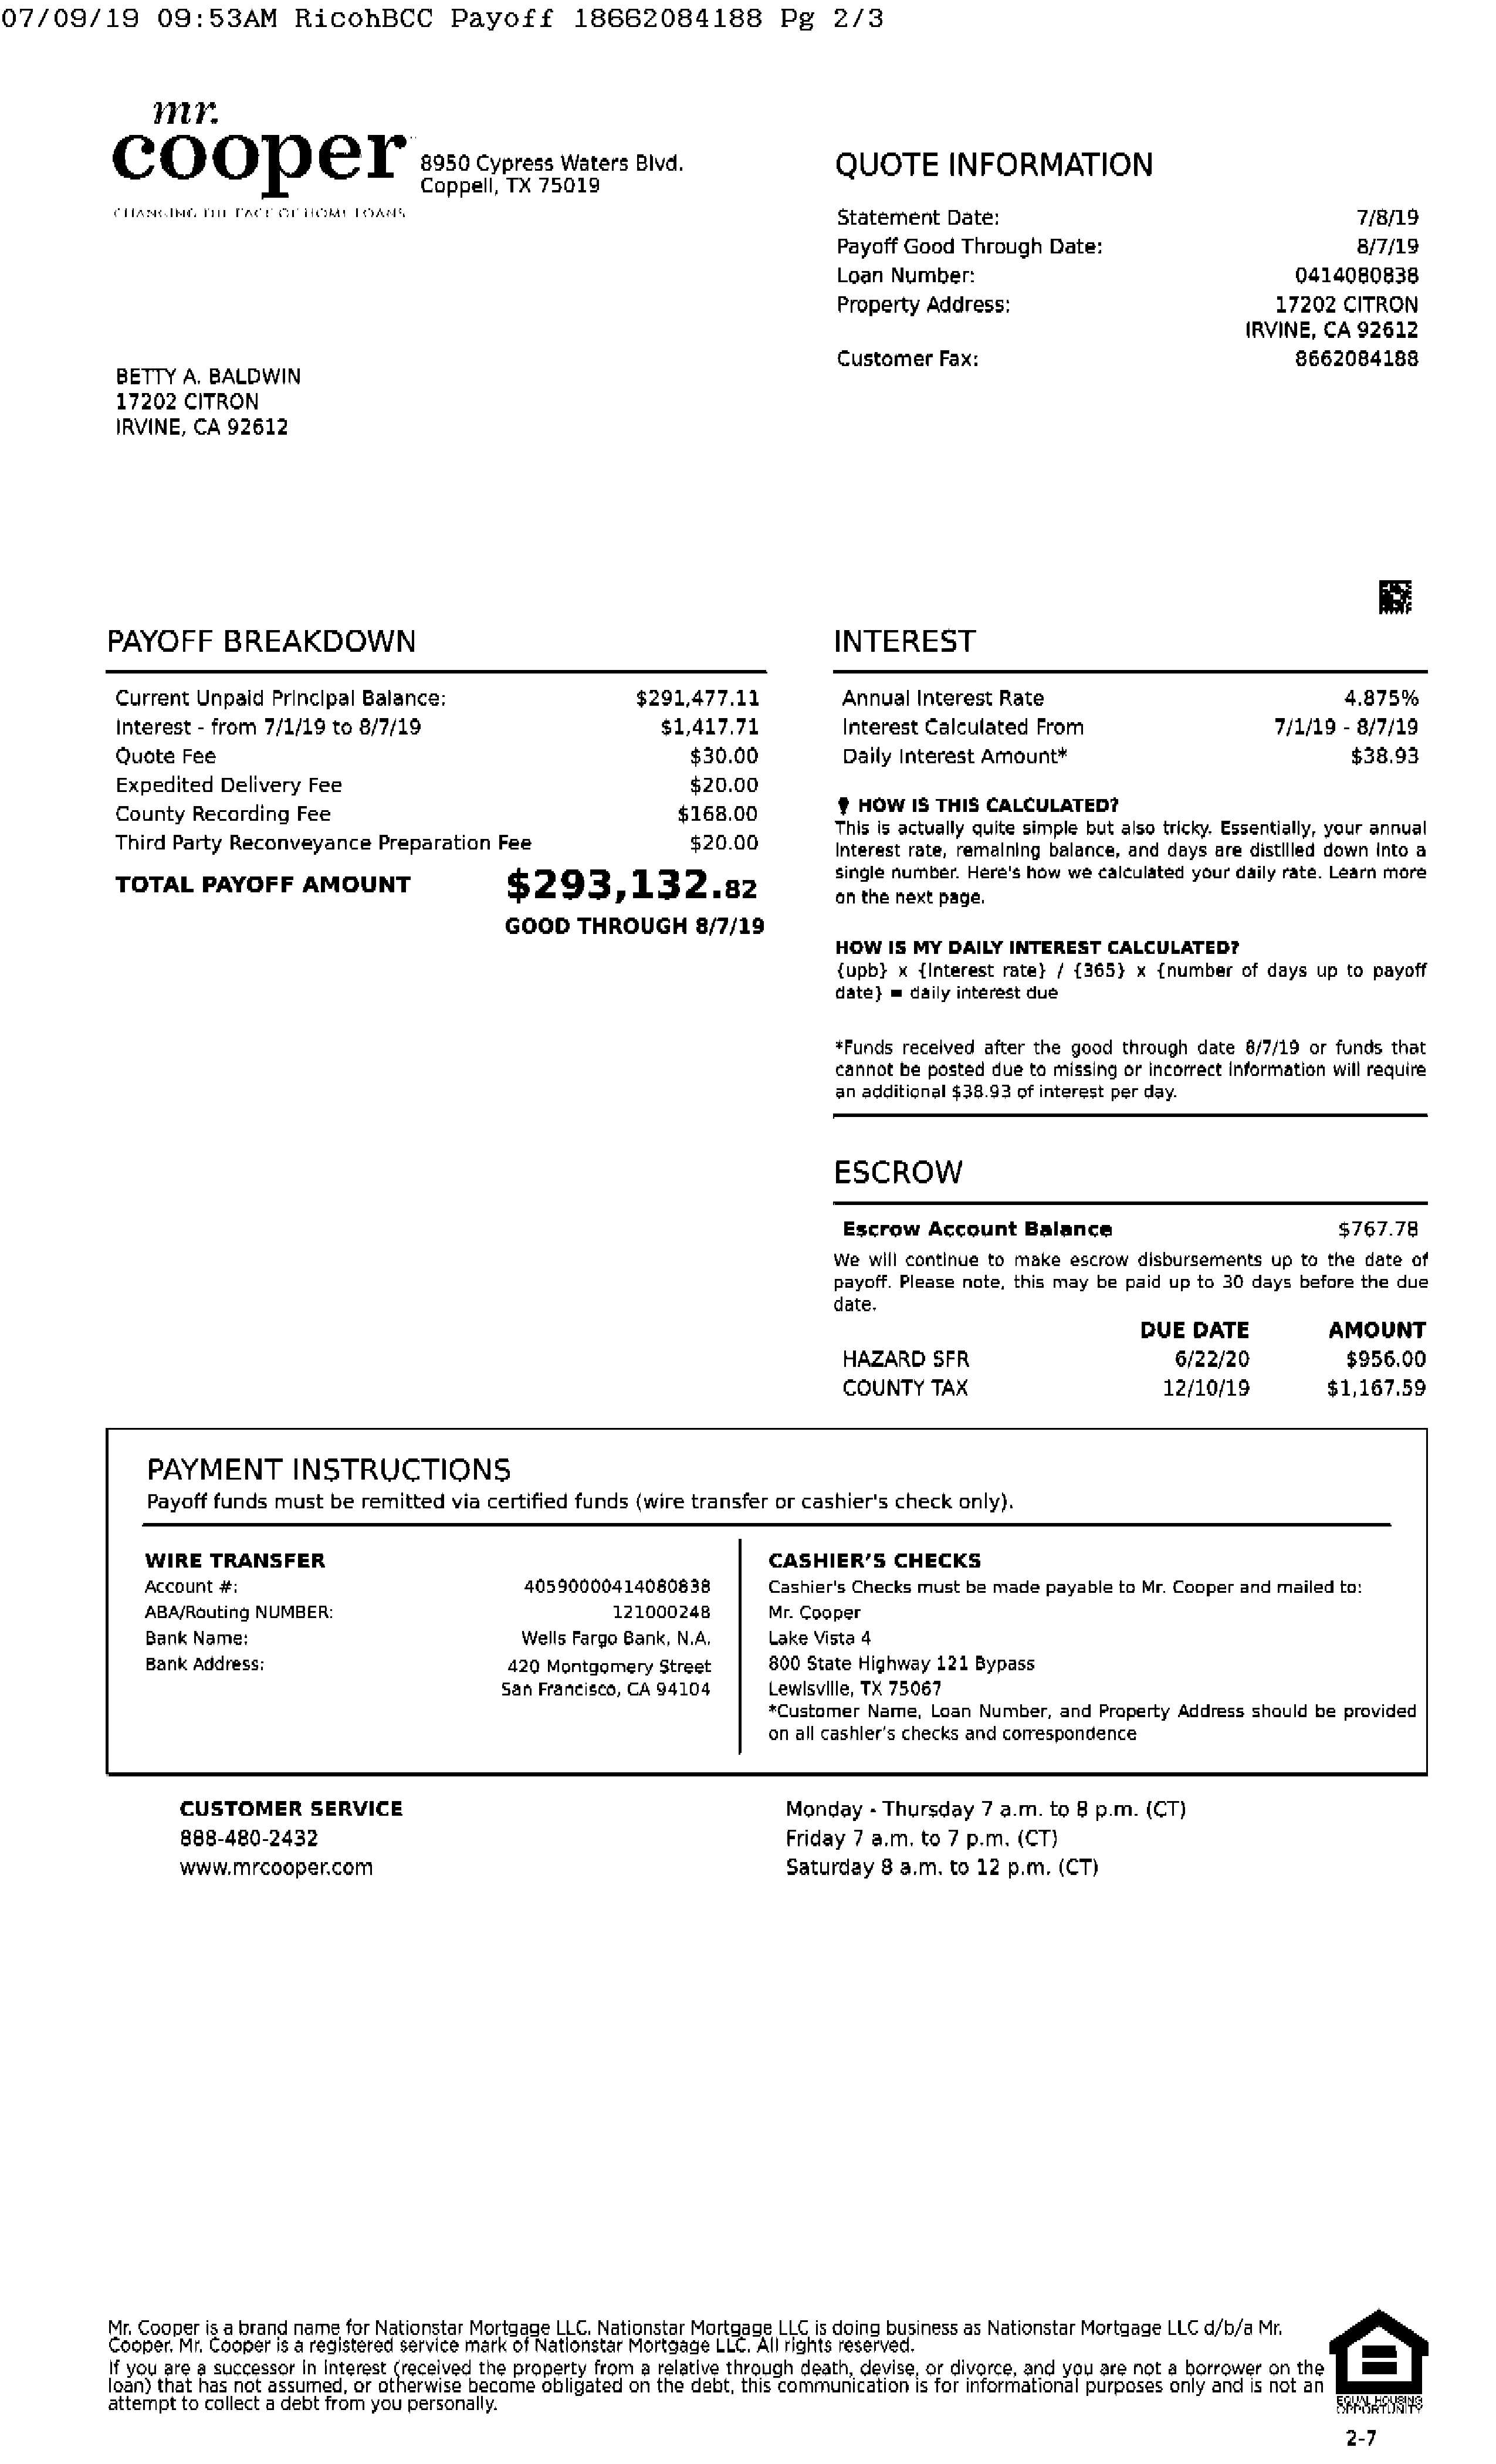 07/09/19 09:53AM RicohBCC Payoff 18662084188 Pg 2/3
mr.
cooper
CHANGING THE FACE OF HOME LOANS
8950 Cypress Waters Blvd.
Coppell, TX 75019
QUOTE INFORMATION
Statement Date: 7/8/19
Payoff Good Through Date: 8/7/19
Loan Number: 0414080838
Property Address: 17202 CITRON
IRVINE, CA 92612
Customer Fax: 8662084188
BETTY A. BALDWIN
17202 CITRON
IRVINE, CA 92612
PAYOFF BREAKDOWN
Current Unpaid Principal Balance: $291,477.11
Interest - from 7/1/19 to 8/7/19 $1,417.71
Quote Fee $30.00
Expedited Delivery Fee $20.00
County Recording Fee $168.00
Third Party Reconveyance Preparation Fee $20.00
TOTAL PAYOFF AMOUNT $293,132.82
GOOD THROUGH 8/7/19
INTEREST
Annual Interest Rate 4.875%
Interest Calculated From 7/1/19 - 8/7/19
Daily Interest Amount* $38.93
HOW IS THIS CALCULATED?
This is actually quite simple but also tricky. Essentially, your annual
interest rate, remaining balance, and days are distilled down into a
single number. Here's how we calculated your daily rate. Learn more
on the next page.
HOW IS MY DAILY INTEREST CALCULATED?
{upb} x {interest rate} / {365} x {number of days up to payoff
date} = daily interest due
*Funds received after the good through date 8/7/19 or funds that
cannot be posted due to missing or incorrect information will require
an additional $38.93 of interest per day.
ESCROW
Escrow Account Balance $767.78
We will continue to make escrow disbursements up to the date of
payoff. Please note, this may be paid up to 30 days before the due
date.
DUE DATE AMOUNT
HAZARD SFR 6/22/20 $956.00
COUNTY TAX 12/10/19 $1,167.59
PAYMENT INSTRUCTIONS
Payoff funds must be remitted via certified funds (wire transfer or cashier's check only).
WIRE TRANSFER
Account #: 40590000414080838
ABA/Routing NUMBER: 121000248
Bank Name: Wells Fargo Bank, N.A.
Bank Address: 420 Montgomery Street
San Francisco, CA 94104
CASHIER'S CHECKS
Cashier's Checks must be made payable to Mr. Cooper and mailed to:
Mr. Cooper
Lake Vista 4
800 State Highway 121 Bypass
Lewisville, TX 75067
*Customer Name, Loan Number, and Property Address should be provided
on all cashier's checks and correspondence
CUSTOMER SERVICE
888-480-2432
www.mrcooper.com
Monday - Thursday 7 a.m. to 8 p.m. (CT)
Friday 7 a.m. to 7 p.m. (CT)
Saturday 8 a.m. to 12 p.m. (CT)
Mr. Cooper is a brand name for Nationstar Mortgage LLC. Nationstar Mortgage LLC is doing business as Nationstar Mortgage LLC d/b/a Mr.
Cooper. Mr. Cooper is a registered service mark of Nationstar Mortgage LLC. All rights reserved.
If you are a successor in interest (received the property from a relative through death, devise, or divorce, and you are not a borrower on the
loan) that has not assumed, or otherwise become obligated on the debt, this communication is for informational purposes only and is not an
attempt to collect a debt from you personally.
EQUAL HOUSING
OPPORTUNITY
2-7